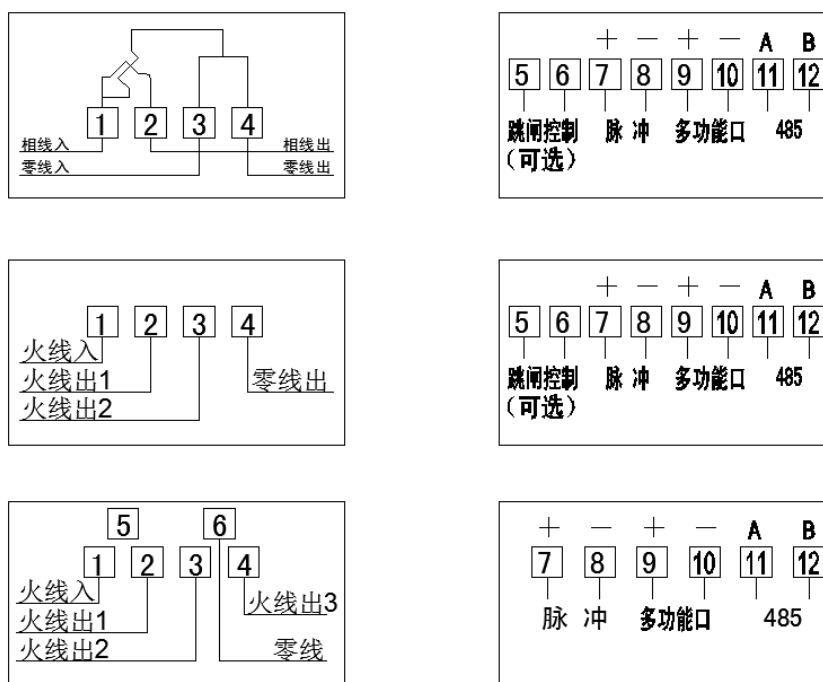 1 2 3 4
相线入 相线出
零线入 零线出
+ - + - A B
5 6 7 8 9 10 11 12
跳闸控制 脉 冲 多功能口 485
(可选)
1 2 3 4
火线入
火线出1 零线出
火线出2
+ - + - A B
5 6 7 8 9 10 11 12
跳闸控制 脉 冲 多功能口 485
(可选)
5 6
1 2 3 4
火线入
火线出3
火线出1
火线出2 零线
+ - + - A B
7 8 9 10 11 12
脉 冲 多功能口 485